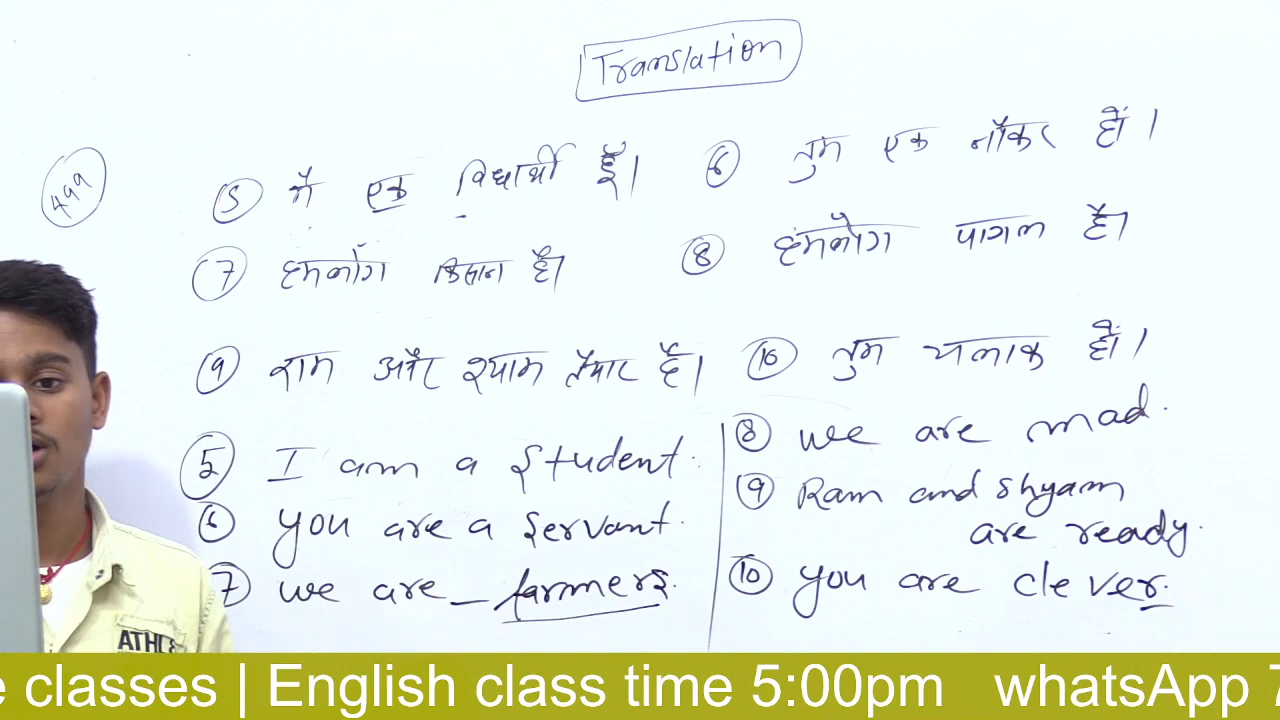 Translation
499
⑤ मैं एक विद्यार्थी हूँ। ⑥ तुम एक नौकर हो।
⑦ हमलोग किसान है। ⑧ हमलोग पागल है।
⑨ राम और श्याम तैयार है। ⑩ तुम चलाक हो।
⑤ I am a student. ⑧ we are mad.
⑥ you are a servant. ⑨ Ram and shyam
are ready.
⑦ we are _ farmers. ⑩ you are clever.
ATHLE
e classes | English class time 5:00pm whatsApp 7